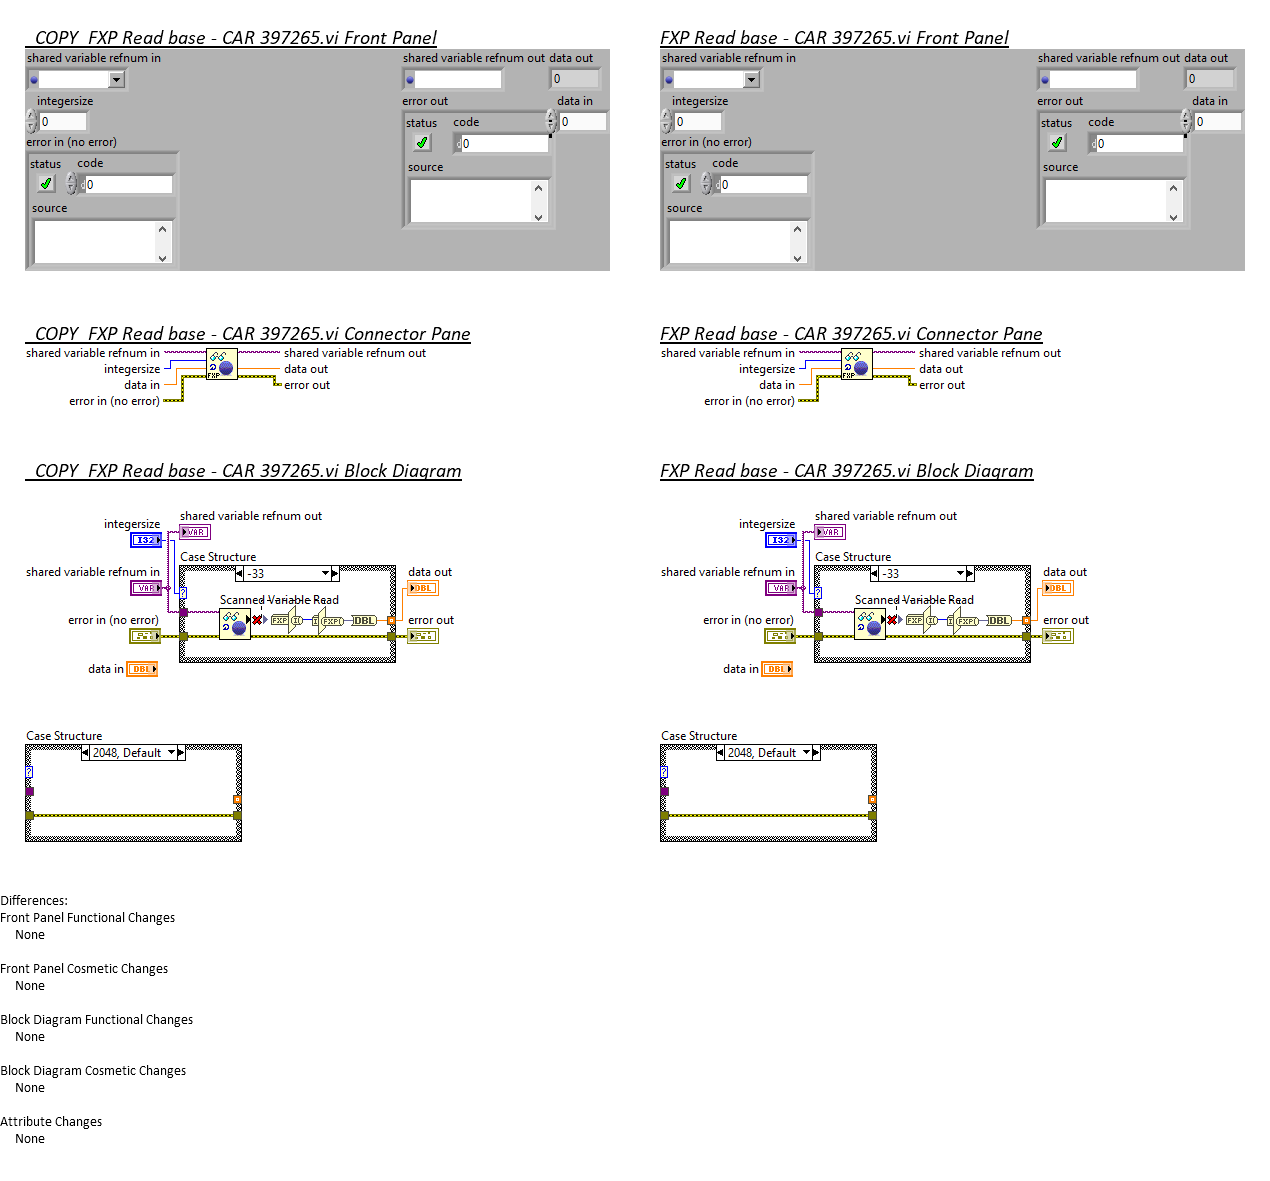 _COPY_FXP Read base - CAR 397265.vi Front Panel
shared variable refnum in
integersize
0
error in (no error)
status
code
d0
source
shared variable refnum out
data out
0
error out
data in
0
status
code
d0
source
FXP Read base - CAR 397265.vi Front Panel
shared variable refnum in
integersize
0
error in (no error)
status
code
d0
source
shared variable refnum out
data out
0
error out
data in
0
status
code
d0
source
_COPY_FXP Read base - CAR 397265.vi Connector Pane
shared variable refnum in
integersize
data in
error in (no error)
FXP
shared variable refnum out
data out
error out
FXP Read base - CAR 397265.vi Connector Pane
shared variable refnum in
integersize
data in
error in (no error)
FXP
shared variable refnum out
data out
error out
_COPY_FXP Read base - CAR 397265.vi Block Diagram
integersize
I32
shared variable refnum out
VAR
Case Structure
-33
shared variable refnum in
VAR
?
Scanned Variable Read
FXP
I
FXP
DBL
data out
DBL
error in (no error)
error out
data in
DBL
FXP Read base - CAR 397265.vi Block Diagram
integersize
I32
shared variable refnum out
VAR
Case Structure
-33
shared variable refnum in
VAR
?
Scanned Variable Read
FXP
I
FXP
DBL
data out
DBL
error in (no error)
error out
data in
DBL
Case Structure
2048, Default
?
Case Structure
2048, Default
?
Differences:
Front Panel Functional Changes
None
Front Panel Cosmetic Changes
None
Block Diagram Functional Changes
None
Block Diagram Cosmetic Changes
None
Attribute Changes
None